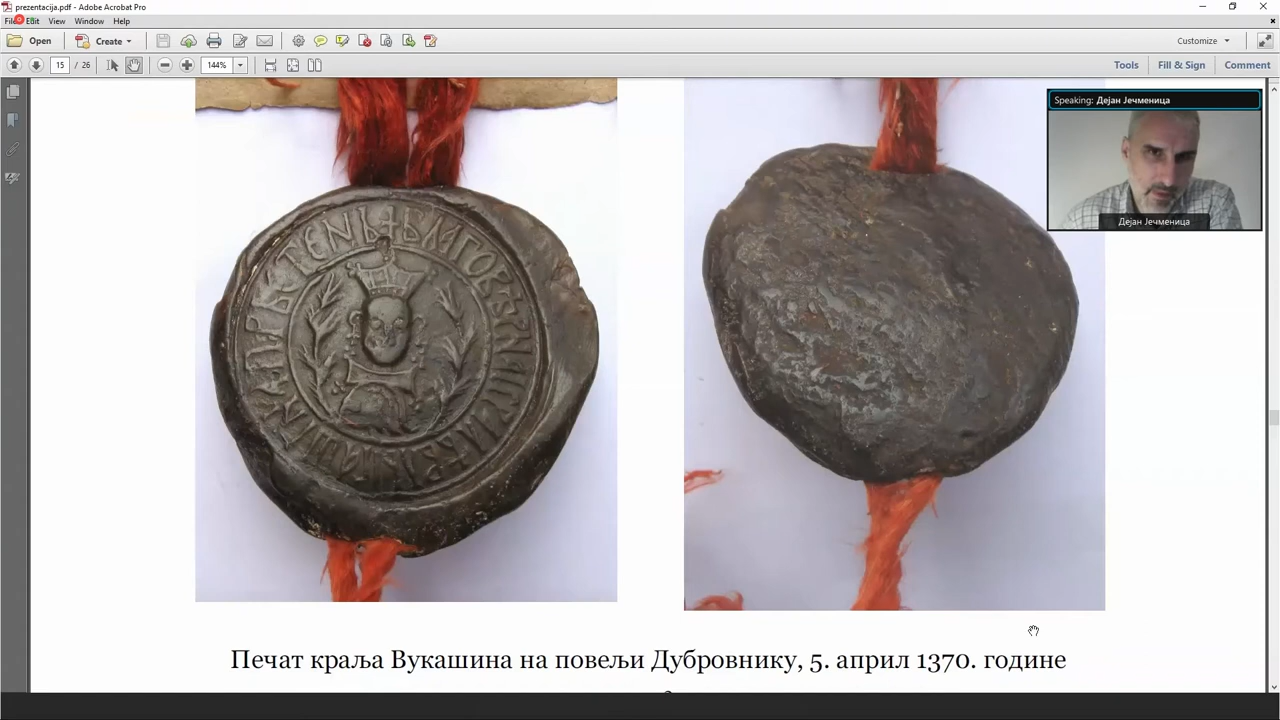 prezentacija.pdf - Adobe Acrobat Pro
File Edit View Window Help
Open Create Customize
15 / 26 144% Tools Fill & Sign Comment
Speaking: Дејан Јечменица
Дејан Јечменица
Печат краља Вукашина на повељи Дубровнику, 5. април 1370. године